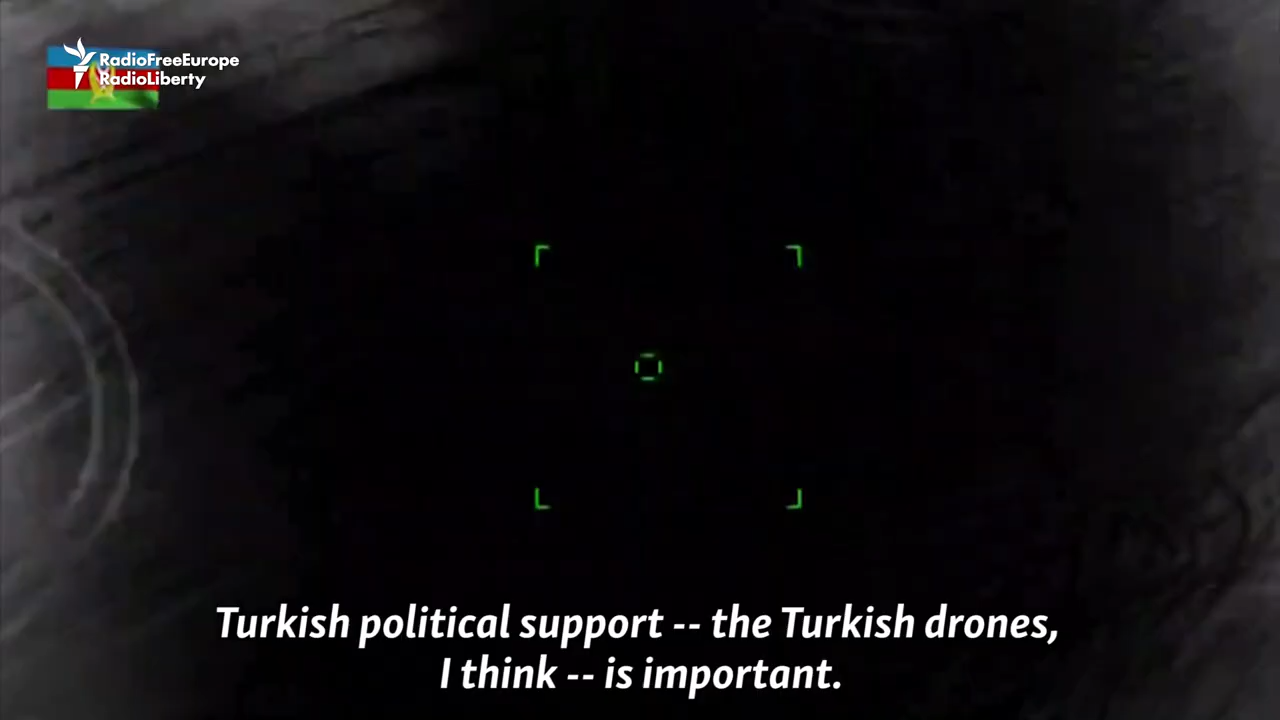 RadioFreeEurope
RadioLiberty
Turkish political support -- the Turkish drones,
I think -- is important.